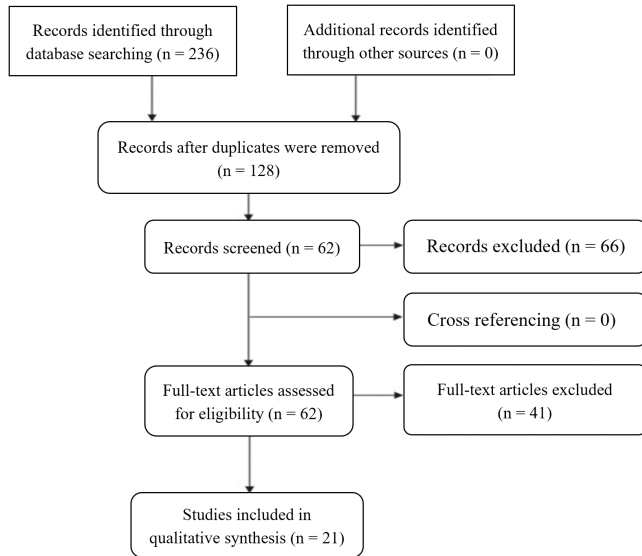 Records identified through
database searching (n = 236)
Additional records identified
through other sources (n = 0)
Records after duplicates were removed
(n = 128)
Records screened (n = 62)
Records excluded (n = 66)
Cross referencing (n = 0)
Full-text articles assessed
for eligibility (n = 62)
Full-text articles excluded
(n = 41)
Studies included in
qualitative synthesis (n = 21)